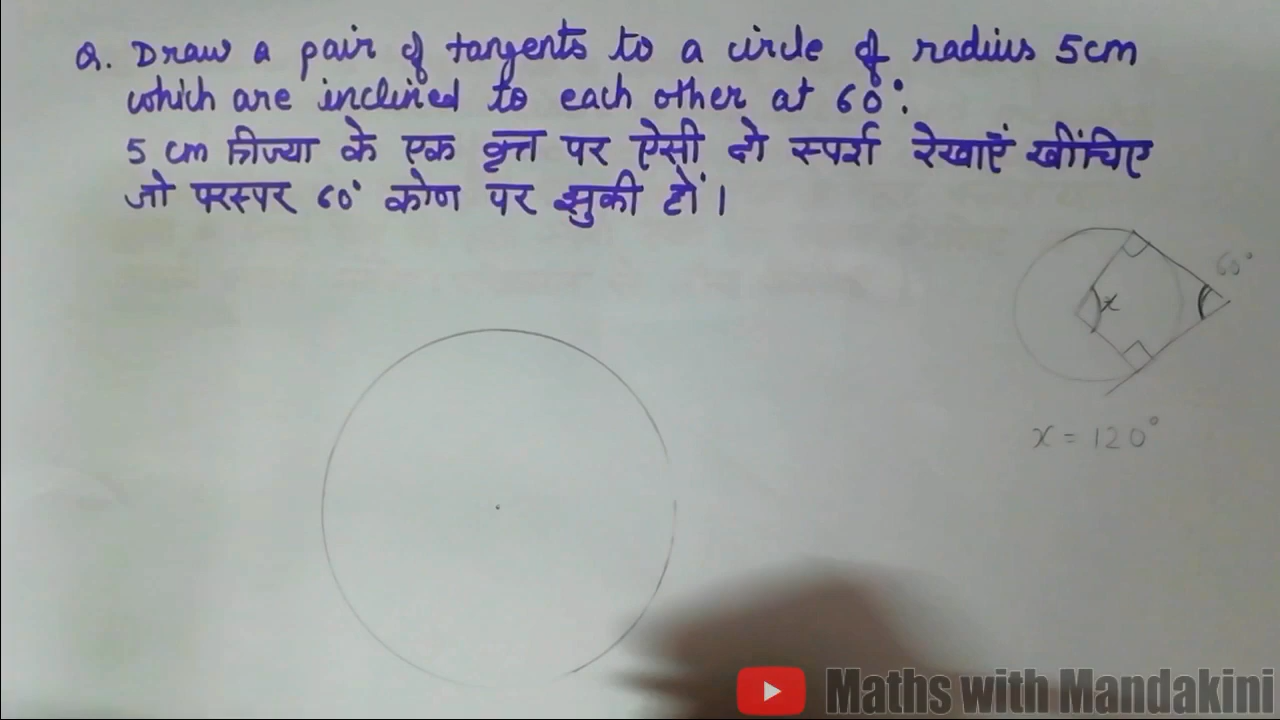 Q. Draw a pair of tangents to a circle of radius 5cm
which are inclined to each other at 60°.
5 cm त्रिज्या के एक वृत्त पर ऐसी दो स्पर्श रेखाएं खींचिए
जो परस्पर 60° कोण पर झुकी हों।
60°
x
x = 120°
Maths with Mandakini